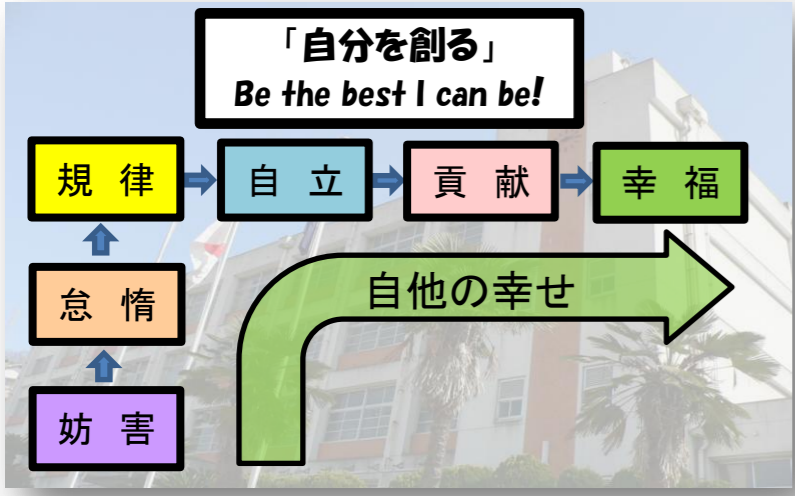 「自分を創る」
Be the best I can be!
規 律
自 立
貢 献
幸 福
怠 惰
自他の幸せ
妨 害